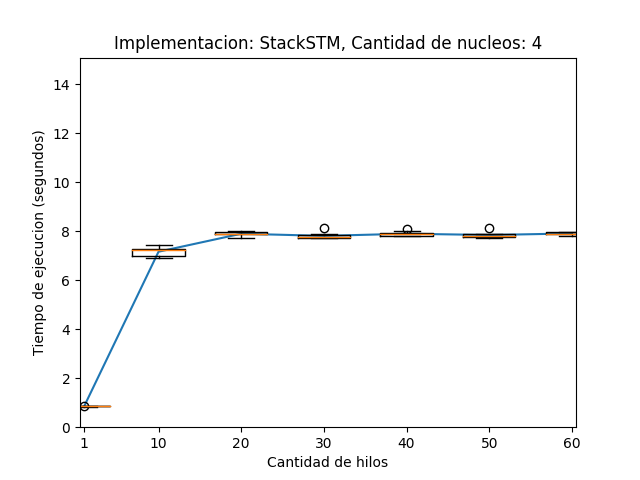 Implementacion: StackSTM, Cantidad de nucleos: 4
Tiempo de ejecucion (segundos)
14
12
10
8
6
4
2
0
1 10 20 30 40 50 60
Cantidad de hilos